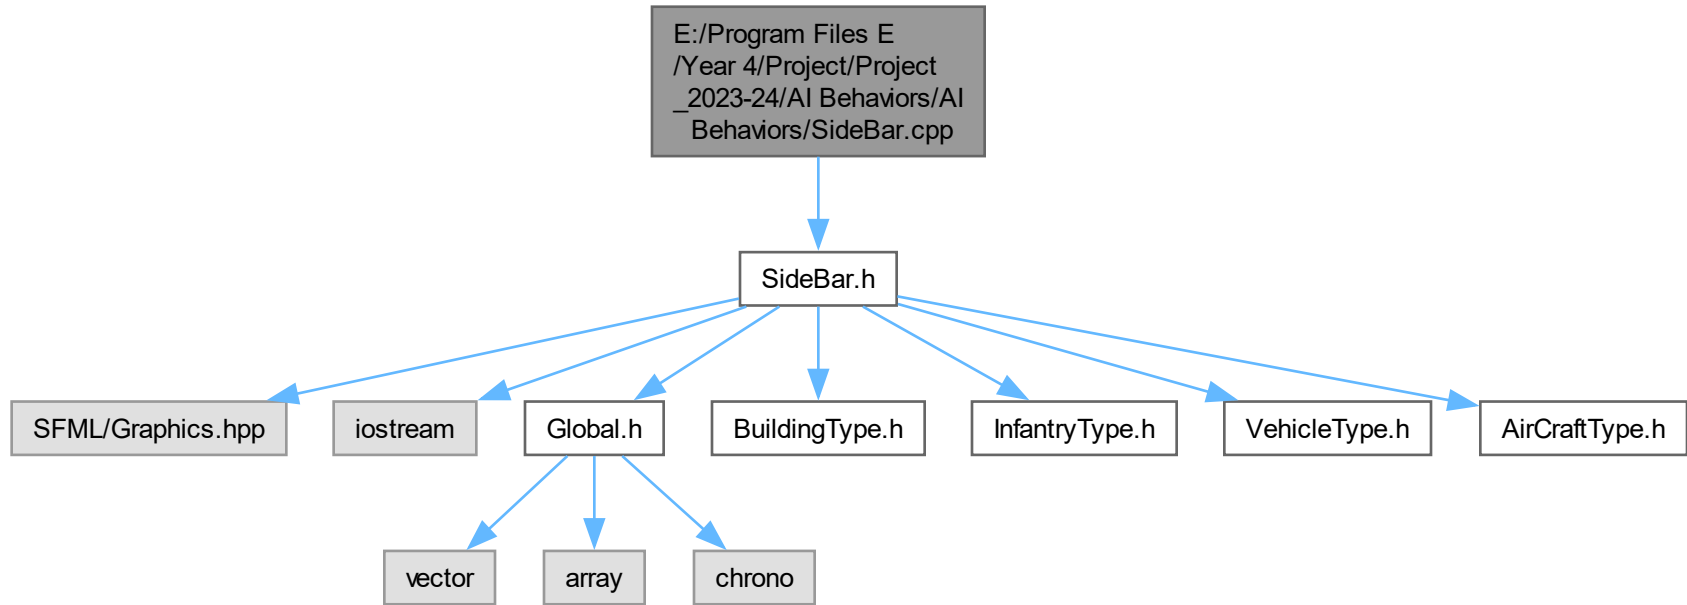 E:/Program Files E
/Year 4/Project/Project
_2023-24/AI Behaviors/AI
Behaviors/SideBar.cpp
SideBar.h
SFML/Graphics.hpp
iostream
Global.h
BuildingType.h
InfantryType.h
VehicleType.h
AirCraftType.h
vector
array
chrono